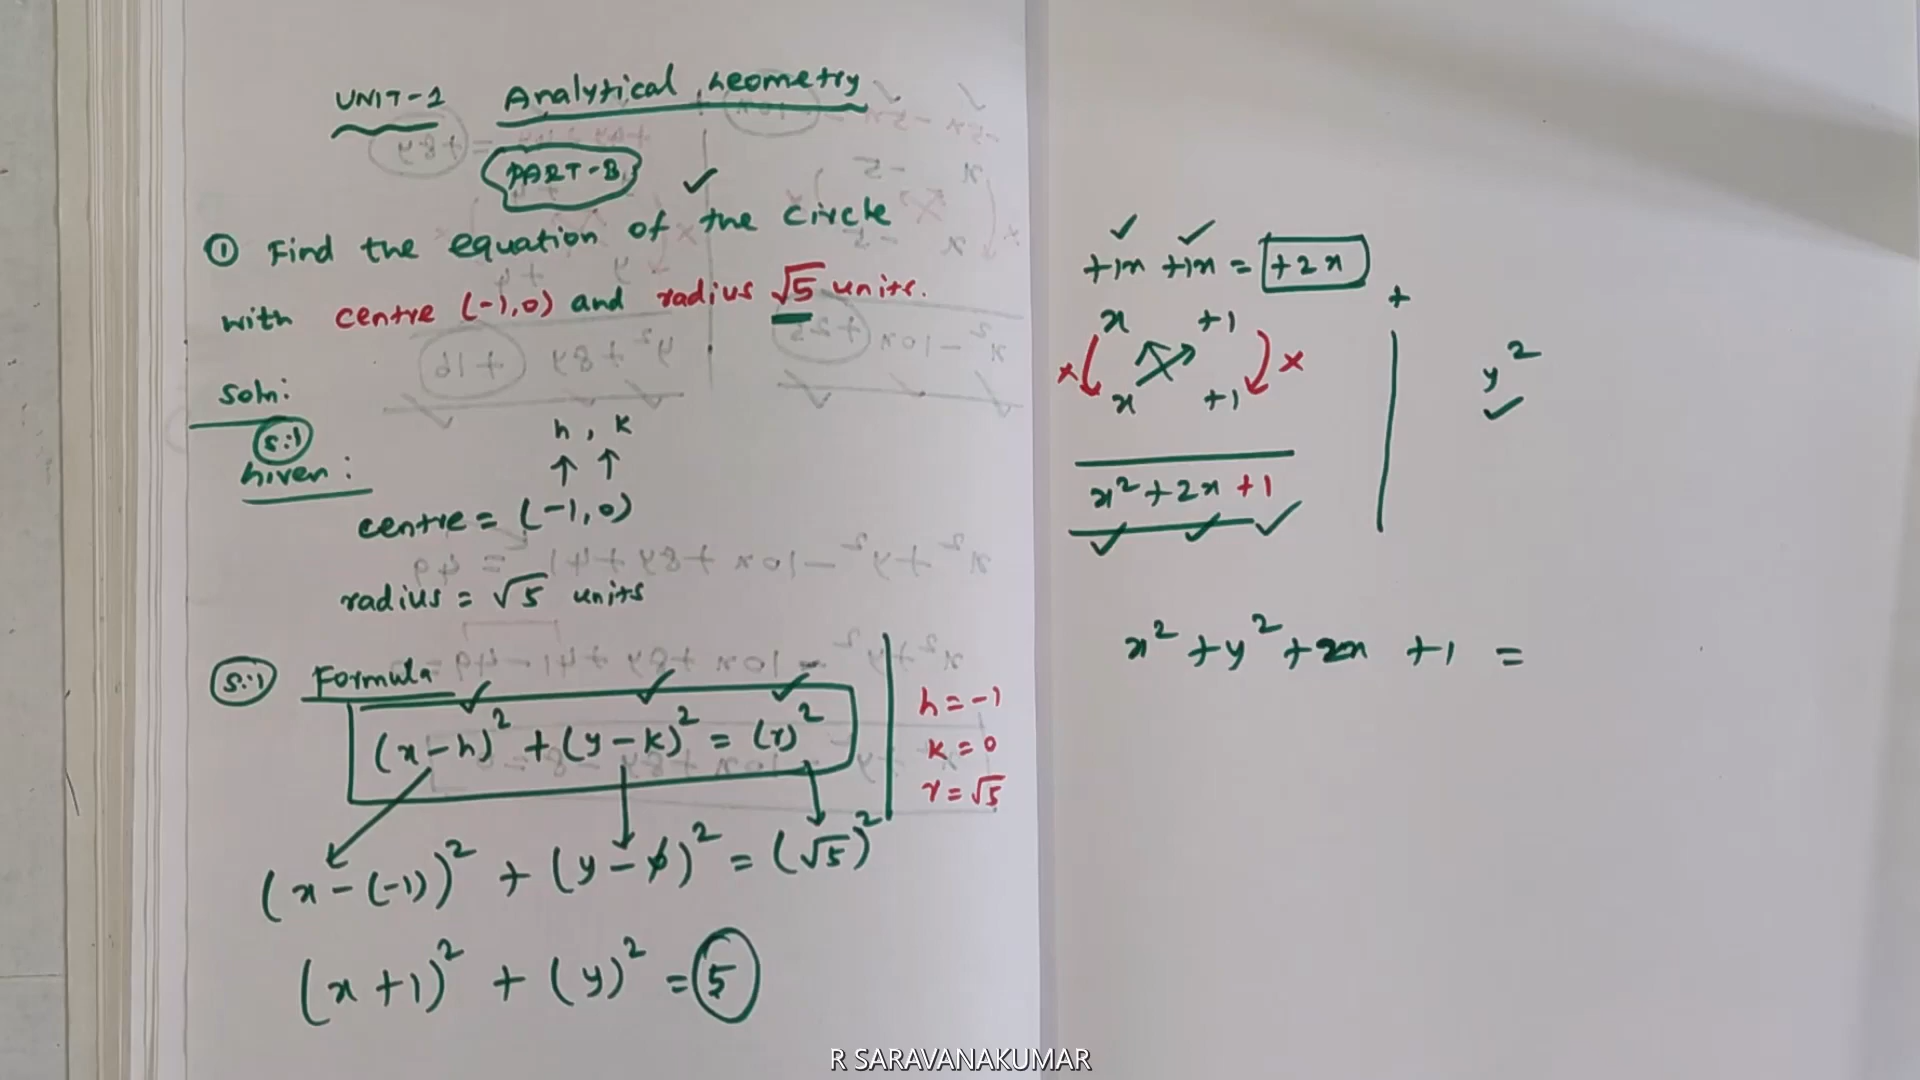 UNIT-1 Analytical Geometry
PART-B ✓
① Find the equation of the circle
with centre (-1,0) and radius √5 units.
Soln:
S:1
Given:
h, k
centre = (-1,0)
radius = √5 units
S:1 Formula
(x-h)² + (y-k)² = (r)²
h = -1
k = 0
r = √5
(x-(-1))² + (y-0)² = (√5)²
(x+1)² + (y)² = 5
+1x +1x = +2x
+
x +1
x x
x +1
y²
x² + 2x + 1
x² + y² + 2x + 1 =
R SARAVANAKUMAR